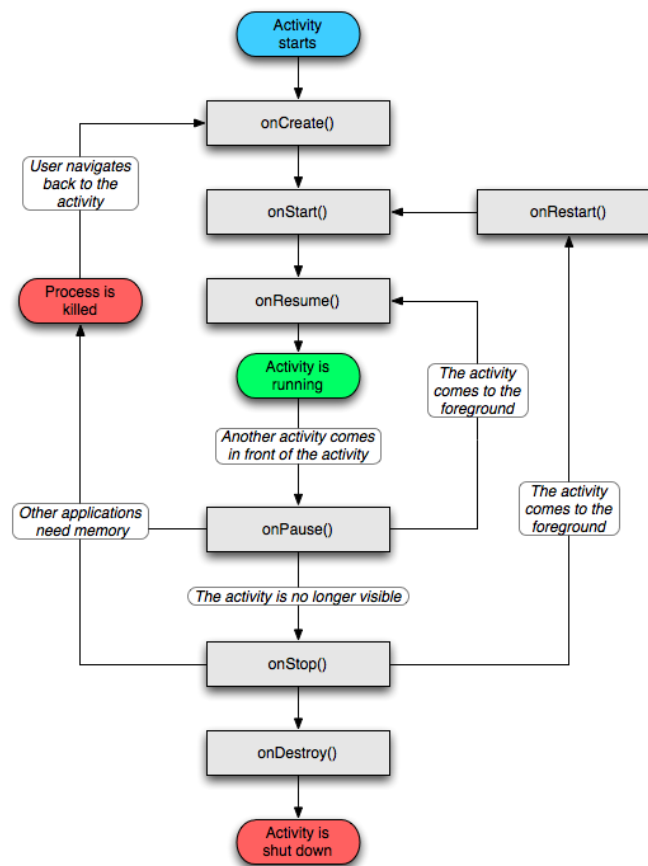 Activity
starts
onCreate()
User navigates
back to the
activity
onStart()
onRestart()
Process is
killed
onResume()
Activity is
running
The activity
comes to the
foreground
Another activity comes
in front of the activity
Other applications
need memory
onPause()
The activity
comes to the
foreground
The activity is no longer visible
onStop()
onDestroy()
Activity is
shut down